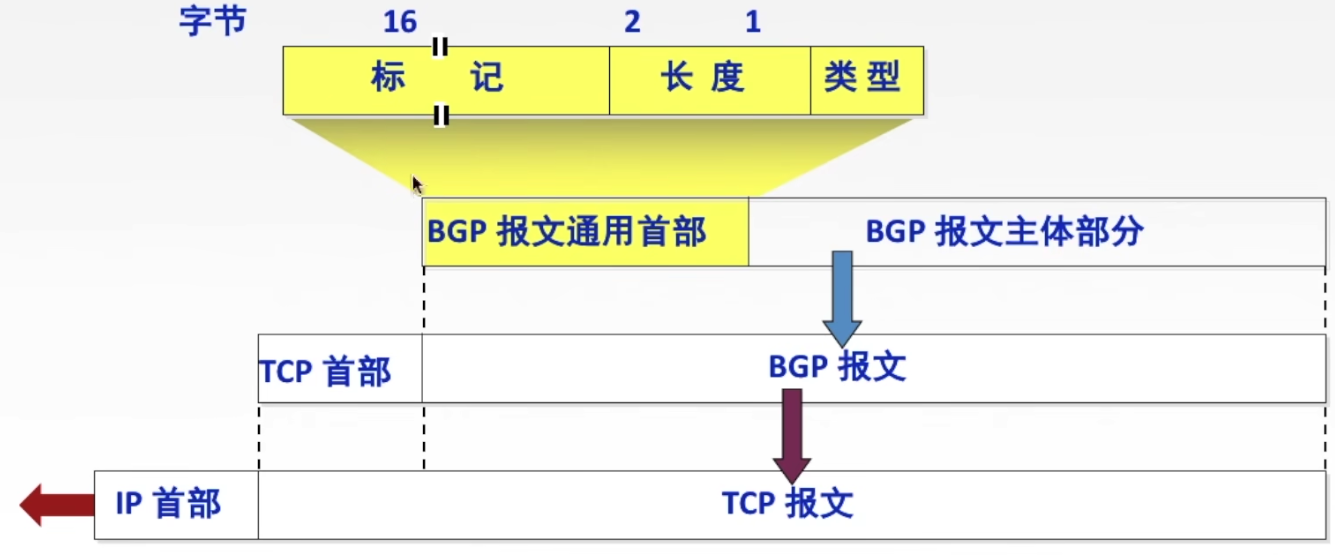 字节 16 2 1
标 记 长 度 类 型
BGP 报文通用首部 BGP 报文主体部分
TCP 首部 BGP 报文
IP 首部 TCP 报文